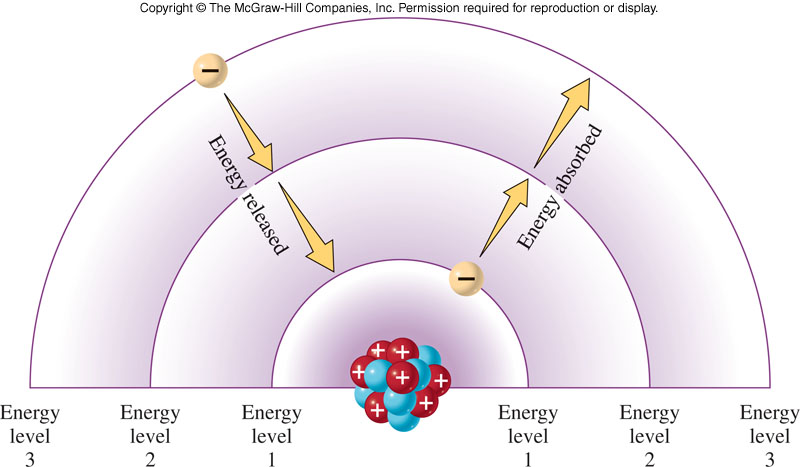 Copyright © The McGraw-Hill Companies, Inc. Permission required for reproduction or display.
−
Energy released
Energy absorbed
−
+
+
+
+
+
+
+
Energy
level
3
Energy
level
2
Energy
level
1
Energy
level
1
Energy
level
2
Energy
level
3